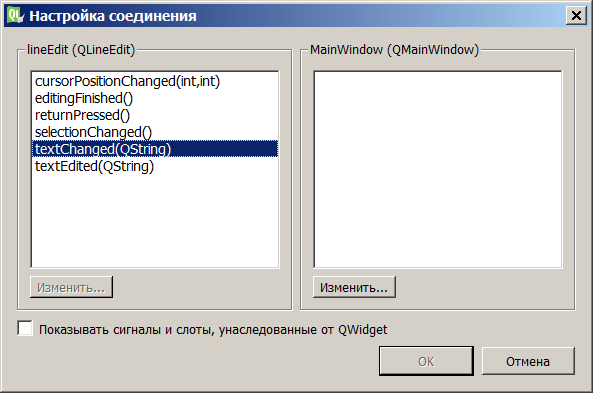 Настройка соединения
lineEdit (QLineEdit)
cursorPositionChanged(int,int)
editingFinished()
returnPressed()
selectionChanged()
textChanged(QString)
textEdited(QString)
Изменить...
MainWindow (QMainWindow)
Изменить...
Показывать сигналы и слоты, унаследованные от QWidget
OK
Отмена